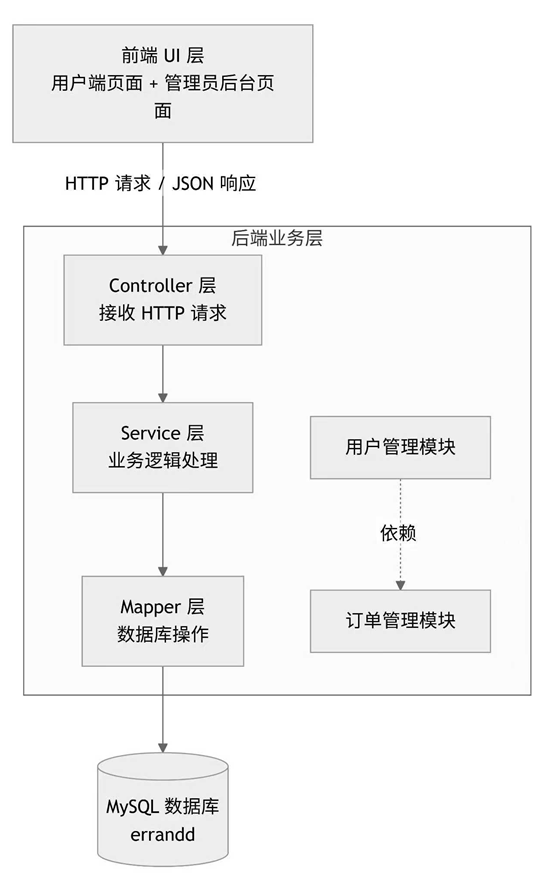 前端 UI 层
用户端页面 + 管理员后台页
面
HTTP 请求 / JSON 响应
后端业务层
Controller 层
接收 HTTP 请求
Service 层
业务逻辑处理
用户管理模块
依赖
Mapper 层
数据库操作
订单管理模块
MySQL 数据库
errandd